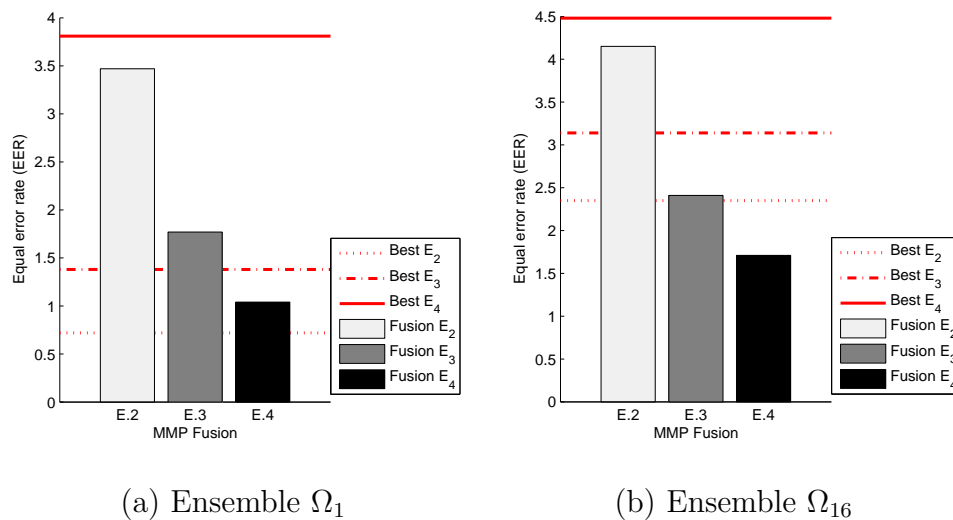 4
3.5
3
2.5
2
1.5
1
0.5
0
Equal error rate (EER)
E.2 E.3 E.4
MMP Fusion
Best E2
Best E3
Best E4
Fusion E2
Fusion E3
Fusion E4
(a) Ensemble Ω1
4.5
4
3.5
3
2.5
2
1.5
1
0.5
0
Equal error rate (EER)
E.2 E.3 E.4
MMP Fusion
Best E2
Best E3
Best E4
Fusion E2
Fusion E3
Fusion E4
(b) Ensemble Ω16